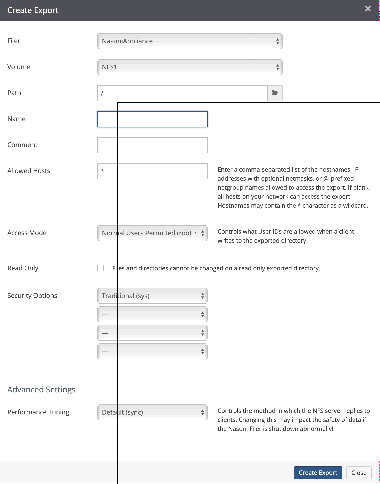 Create Export
×
Filer
NasuniAppliance
Volume
NFS1
Path
/
Name
Comment
Allowed Hosts
*
Enter a comma-separated list of the hostnames, IP
addresses with optional netmasks, or @-prefixed
netgroup names allowed to access the export. If blank,
all hosts on your network can access the export.
Hostnames may contain the * character as a wildcard.
Access Mode
Normal Users Permitted root
Controls what User IDs are allowed when a client
writes to the exported directory.
Read Only
Files and directories cannot be changed on a read only exported directory.
Security Options
Traditional (sys)
---
---
---
Advanced Settings
Performance Tuning
Default (sync)
Controls the method in which the NFS server replies to
clients. Changing this may impact the safety of data if
the Nasuni Filer is shut down abnormally!
Create Export
Close